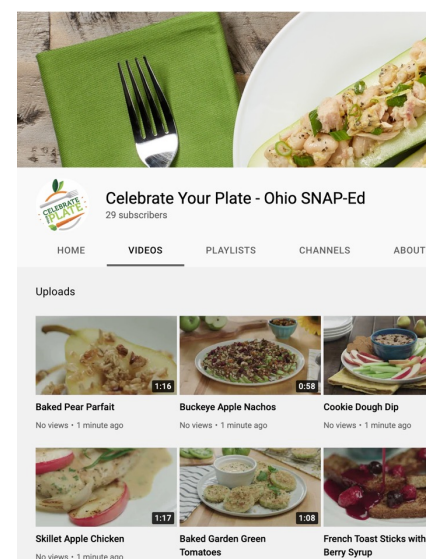 CELEBRATE
YOUR
PLATE
Celebrate Your Plate - Ohio SNAP-Ed
29 subscribers
HOME VIDEOS PLAYLISTS CHANNELS ABOUT
Uploads
1:16 0:58
Baked Pear Parfait Buckeye Apple Nachos Cookie Dough Dip
No views • 1 minute ago No views • 1 minute ago No views • 1 minute ago
1:17 1:08
Skillet Apple Chicken Baked Garden Green French Toast Sticks with
No views • 1 minute ago Tomatoes Berry Syrup